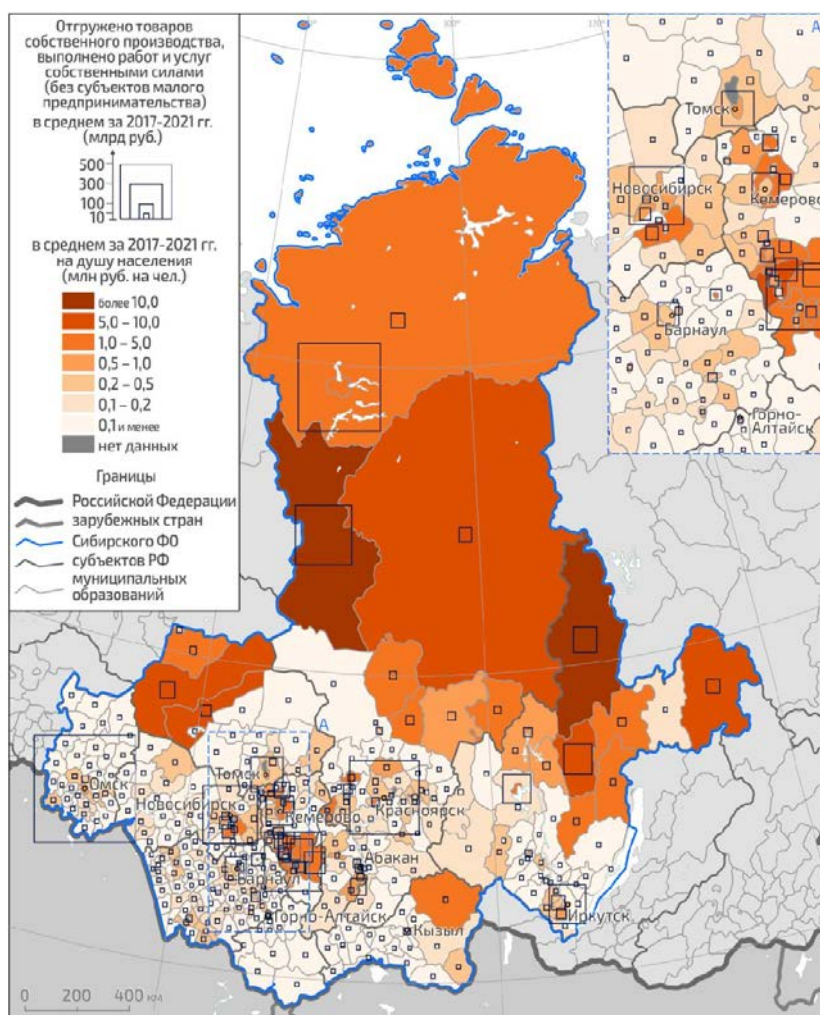 Отгружено товаров
собственного производства,
выполнено работ и услуг
собственными силами
(без субъектов малого
предпринимательства)
в среднем за 2017-2021 гг.
(млрд руб.)
500
300
100
10
в среднем за 2017-2021 гг.
на душу населения
(млн руб. на чел.)
более 10,0
5,0 – 10,0
1,0 – 5,0
0,5 – 1,0
0,2 – 0,5
0,1 – 0,2
0,1 и менее
нет данных
Границы
Российской Федерации
зарубежных стран
Сибирского ФО
субъектов РФ
муниципальных
образований
100°
А
Томск
Новосибирск
Кемерово
Барнаул
Горно-
Алтайск
А
Омск
Томск
Новосибирск
Кемерово
Красноярск
Барнаул
Абакан
Горно-Алтайск
Кызыл
Иркутск
0 200 400 км